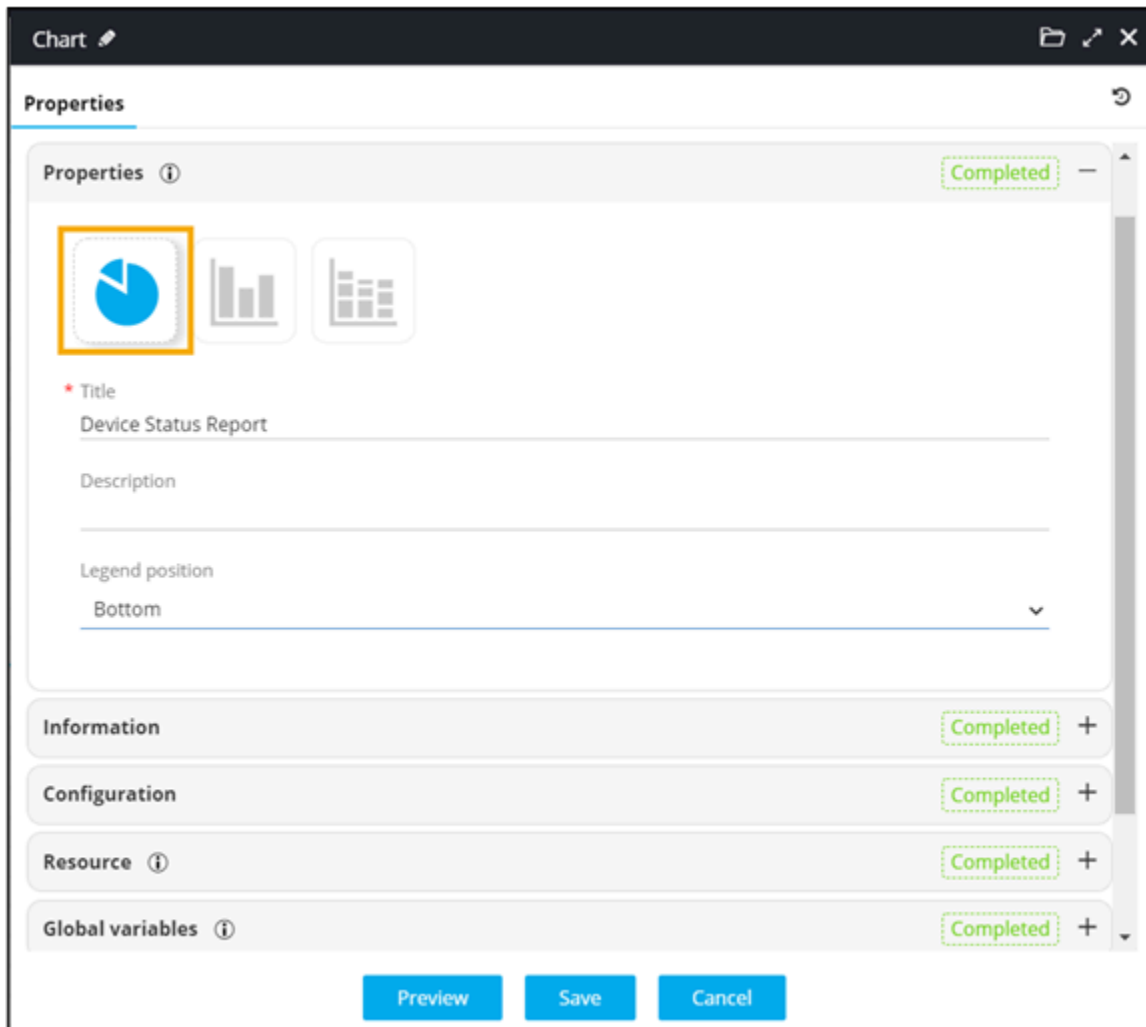 Chart
Properties
Properties Completed
* Title
Device Status Report
Description
Legend position
Bottom
Information Completed
Configuration Completed
Resource Completed
Global variables Completed
Preview Save Cancel